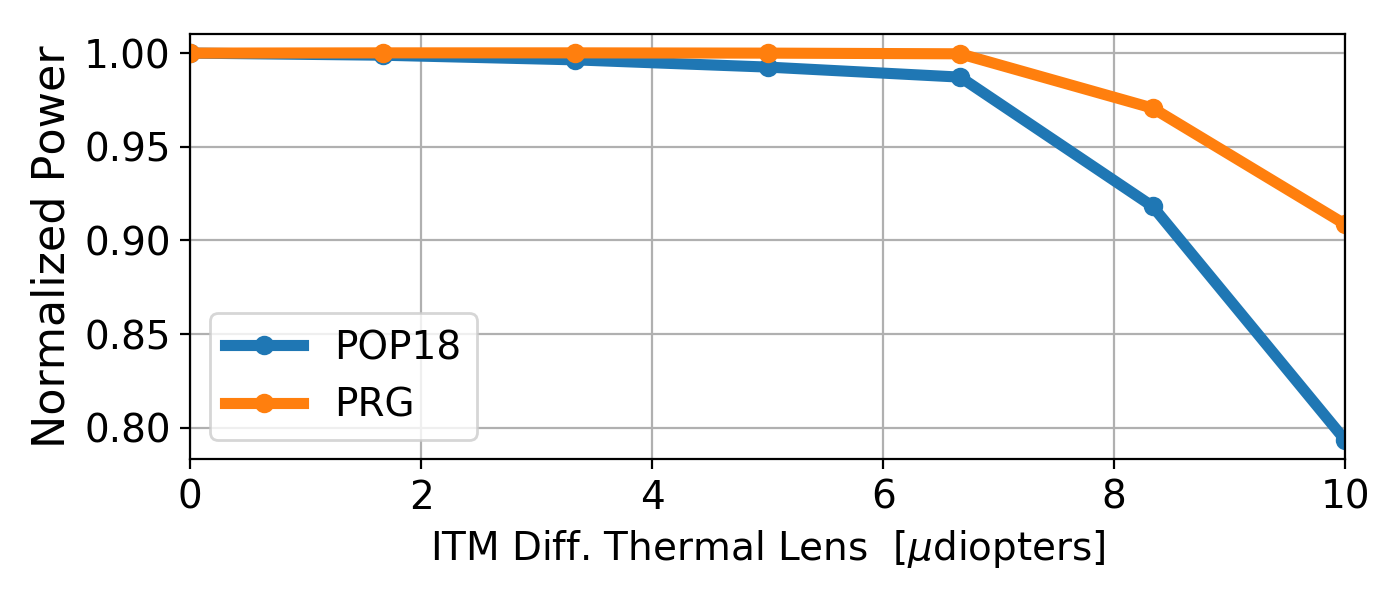 Normalized Power
1.00
0.95
0.90
0.85
0.80
POP18
PRG
0 2 4 6 8 10
ITM Diff. Thermal Lens [μdiopters]